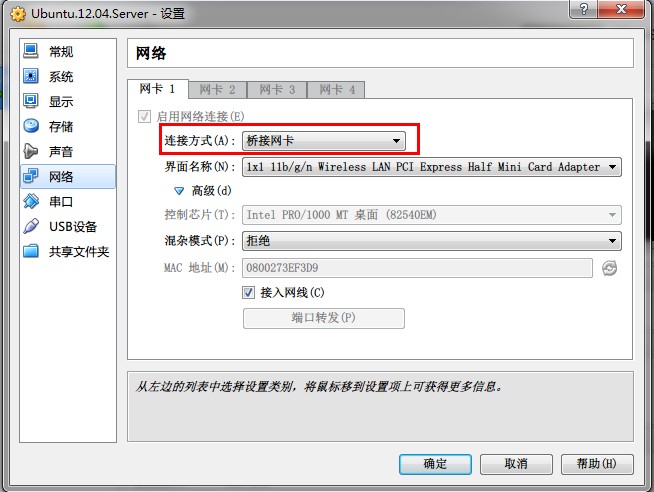 Ubuntu.12.04.Server - 设置
常规
系统
显示
存储
声音
网络
串口
USB设备
共享文件夹
网络
网卡 1 网卡 2 网卡 3 网卡 4
启用网络连接(E)
连接方式(A): 桥接网卡
界面名称(N): 1x1 11b/g/n Wireless LAN PCI Express Half Mini Card Adapter
高级(d)
控制芯片(T): Intel PRO/1000 MT 桌面 (82540EM)
混杂模式(P): 拒绝
MAC 地址(M): 0800273EF3D9
接入网线(C)
端口转发(P)
从左边的列表中选择设置类别，将鼠标移到设置项上可获得更多信息。
确定 取消 帮助(H)